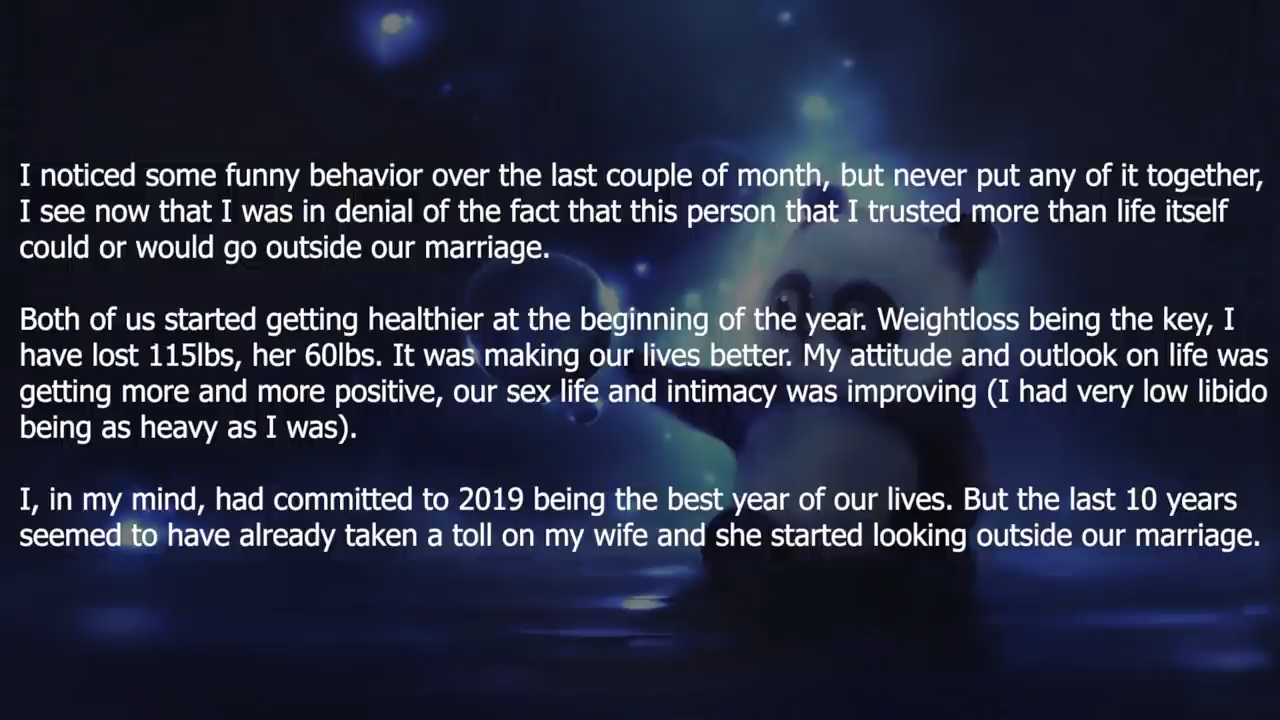 I noticed some funny behavior over the last couple of month, but never put any of it together,
I see now that I was in denial of the fact that this person that I trusted more than life itself
could or would go outside our marriage.
Both of us started getting healthier at the beginning of the year. Weightloss being the key, I
have lost 115lbs, her 60lbs. It was making our lives better. My attitude and outlook on life was
getting more and more positive, our sex life and intimacy was improving (I had very low libido
being as heavy as I was).
I, in my mind, had committed to 2019 being the best year of our lives. But the last 10 years
seemed to have already taken a toll on my wife and she started looking outside our marriage.